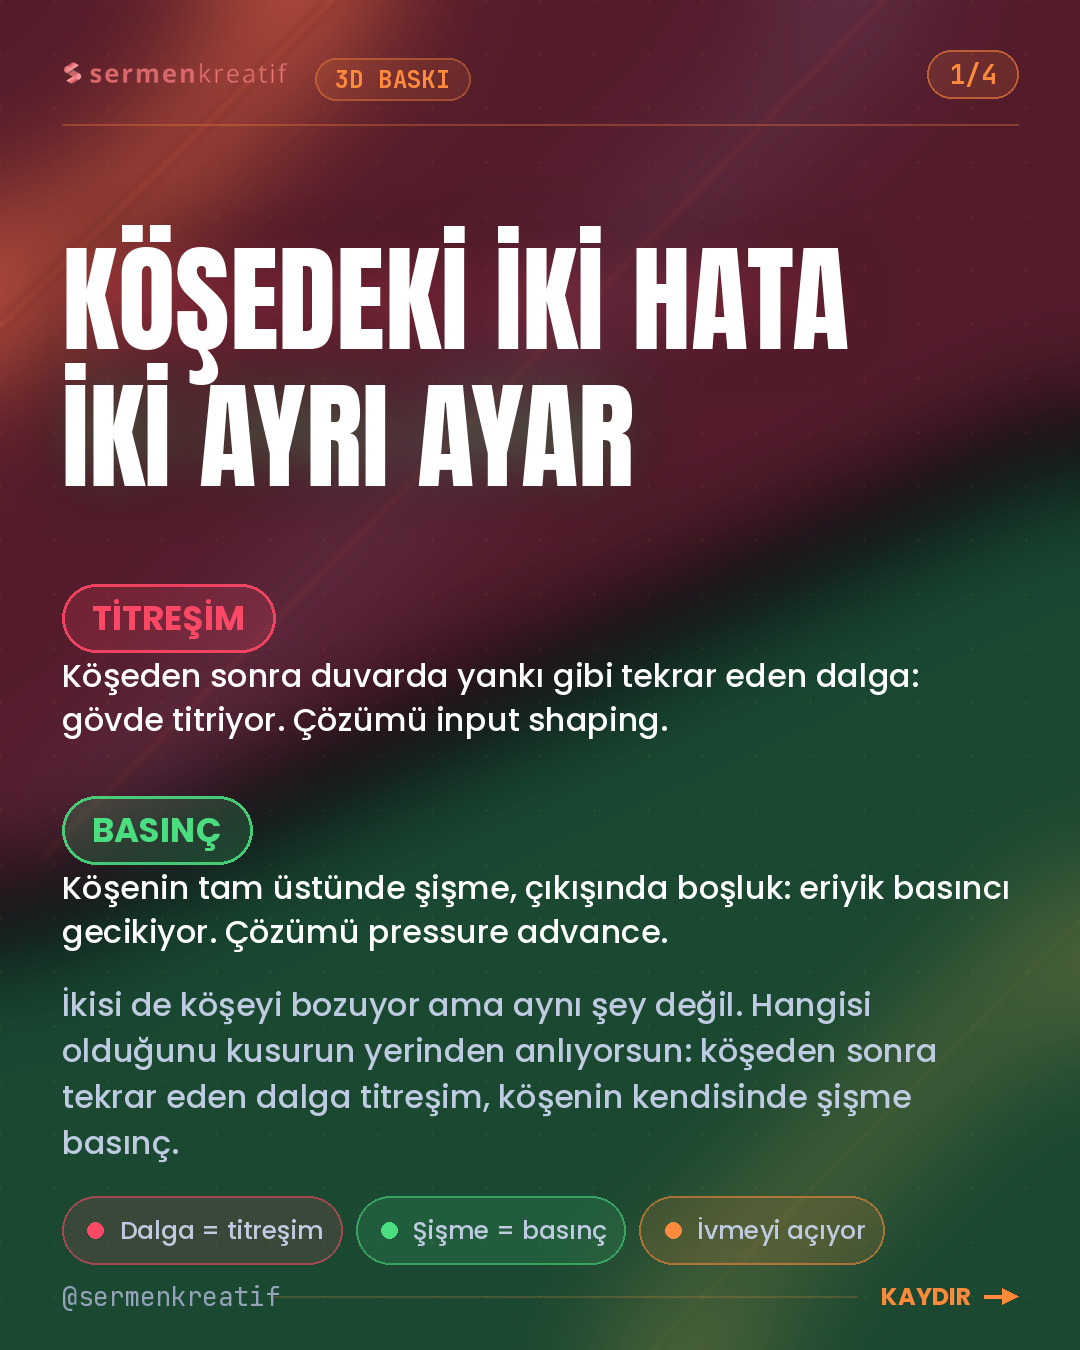 sermenkreatif
3D BASKI
1/4
KÖŞEDEKİ İKİ HATA
İKİ AYRI AYAR
TİTREŞİM
Köşeden sonra duvarda yankı gibi tekrar eden dalga:
gövde titriyor. Çözümü input shaping.
BASINÇ
Köşenin tam üstünde şişme, çıkışında boşluk: eriyik basıncı
gecikiyor. Çözümü pressure advance.
İkisi de köşeyi bozuyor ama aynı şey değil. Hangisi
olduğunu kusurun yerinden anlıyorsun: köşeden sonra
tekrar eden dalga titreşim, köşenin kendisinde şişme
basınç.
Dalga = titreşim
Şişme = basınç
İvmeyi açıyor
@sermenkreatif
KAYDIR